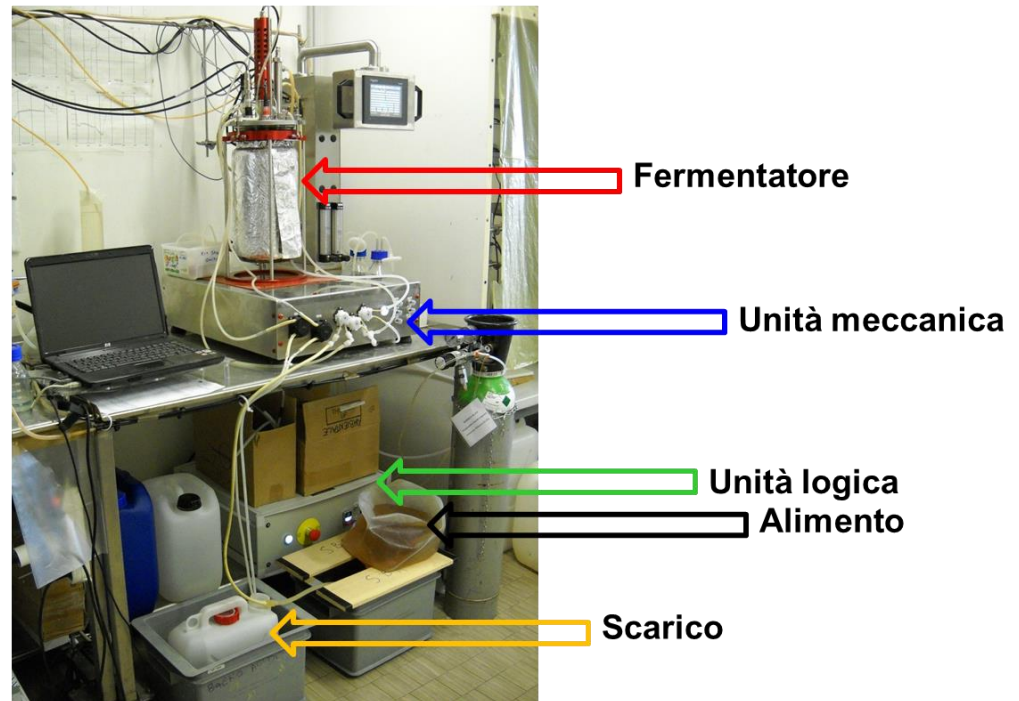 Fermentatore
Unità meccanica
Unità logica
Alimento
Scarico